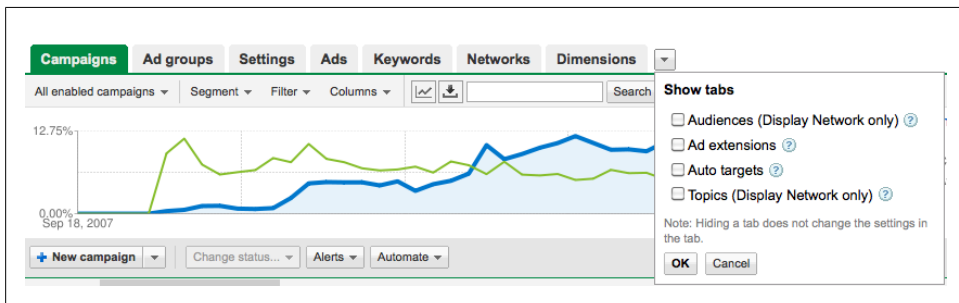 Campaigns Ad groups Settings Ads Keywords Networks Dimensions
All enabled campaigns Segment Filter Columns Search
Show tabs
Audiences (Display Network only) ?
Ad extensions ?
Auto targets ?
Topics (Display Network only) ?
Note: Hiding a tab does not change the settings in
the tab.
OK Cancel
12.75%
0.00%
Sep 18, 2007
+ New campaign Change status... Alerts Automate